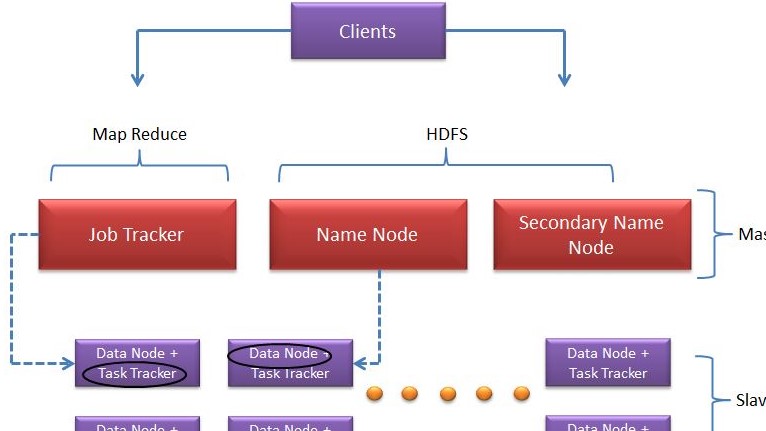 Clients
Map Reduce
HDFS
Job Tracker
Name Node
Secondary Name
Node
Mas
Data Node +
Task Tracker
Data Node +
Task Tracker
Data Node +
Task Tracker
Slav
Data Node +
Data Node +
Data Node +